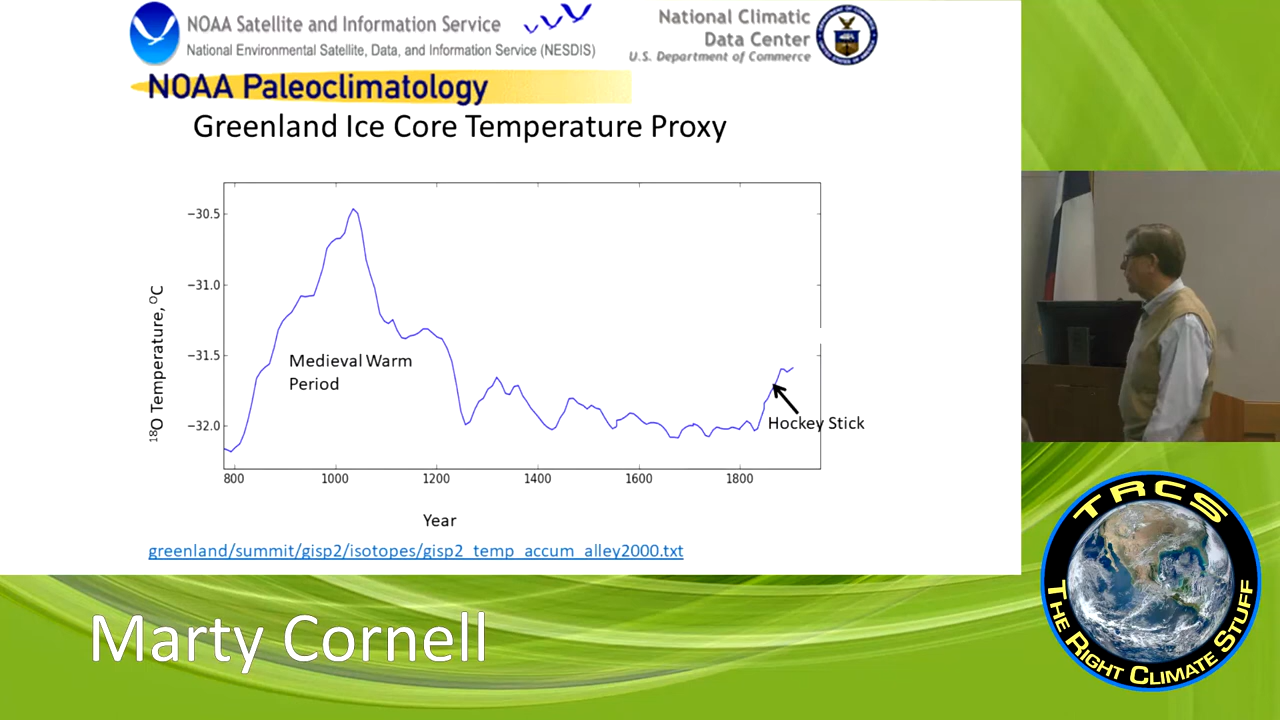 NOAA Satellite and Information Service
National Environmental Satellite, Data, and Information Service (NESDIS)
National Climatic
Data Center
U.S. Department of Commerce
NOAA Paleoclimatology
Greenland Ice Core Temperature Proxy
−30.5
−31.0
−31.5
−32.0
¹⁸O Temperature, ᴼC
Medieval Warm
Period
Hockey Stick
800 1000 1200 1400 1600 1800
Year
greenland/summit/gisp2/isotopes/gisp2_temp_accum_alley2000.txt
Marty Cornell
TRCS
THE RIGHT CLIMATE STUFF